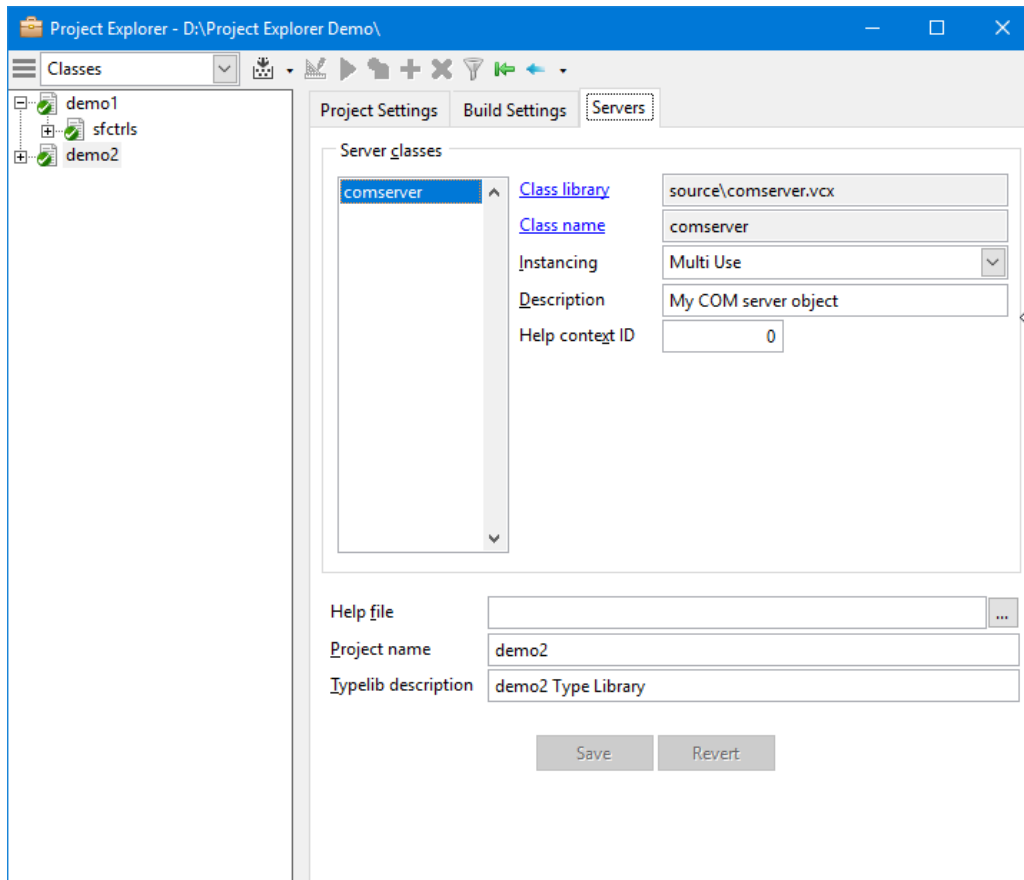 Project Explorer - D:\Project Explorer Demo\
Classes
demo1
sfctrls
demo2
Project Settings
Build Settings
Servers
Server classes
comserver
Class library
source\comserver.vcx
Class name
comserver
Instancing
Multi Use
Description
My COM server object
Help context ID
0
Help file
...
Project name
demo2
Typelib description
demo2 Type Library
Save
Revert